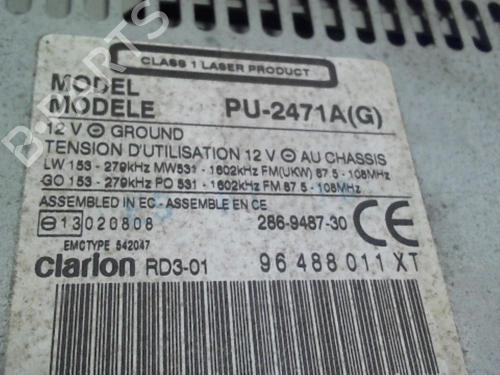 CLASS 1 LASER PRODUCT
MODEL
MODELE PU-2471A(G)
12 V ⊖ GROUND
TENSION D'UTILISATION 12 V ⊖ AU CHASSIS
LW 153 - 279kHz MW531 - 1602kHz FM(UKW) 87.5 - 108MHz
GO 153 - 279kHz PO 531 - 1602kHz FM 87.5 - 108MHz
ASSEMBLED IN EC - ASSEMBLE EN CE
e13 020808 286-9487-30 CE
EMCTYPE 542047
clarion RD3-01 96 488 011 XT
B-PARTS